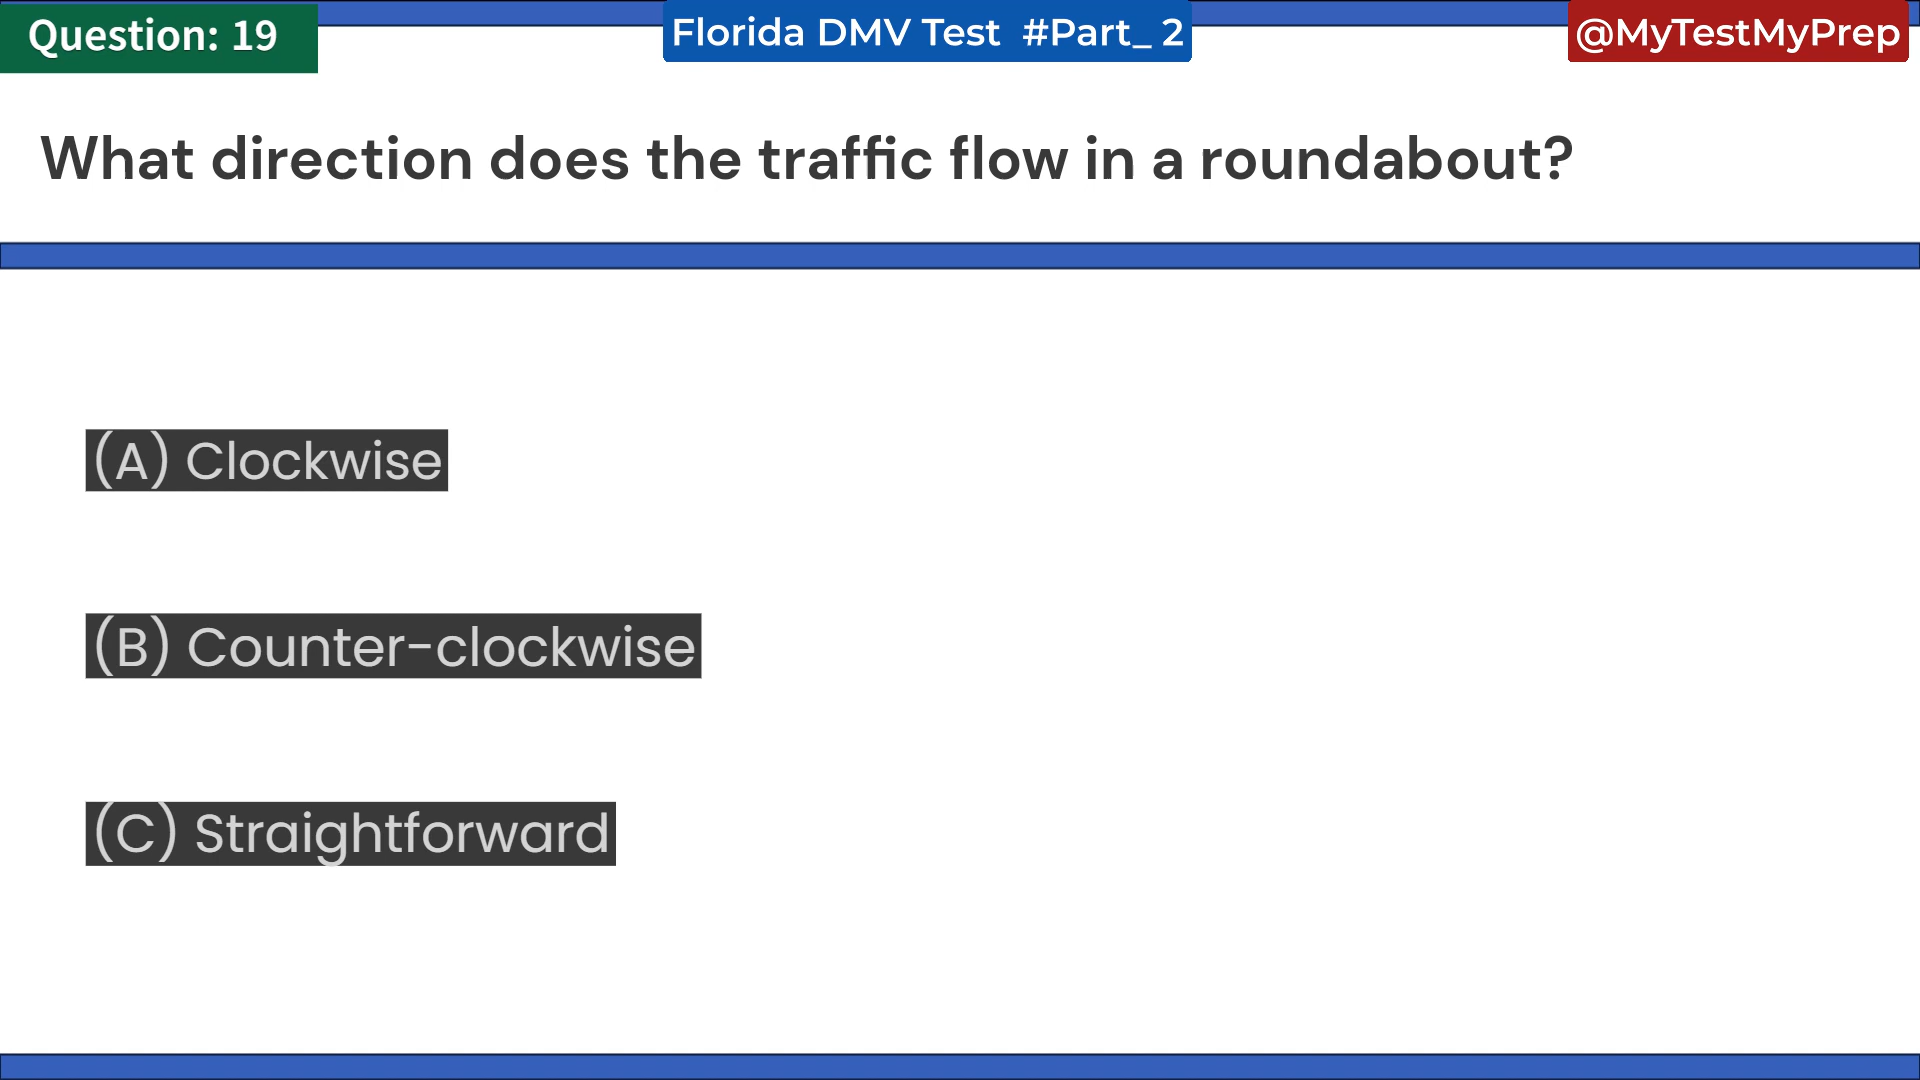 Question: 19
Florida DMV Test #Part_ 2
@MyTestMyPrep
What direction does the traffic flow in a roundabout?
(A) Clockwise
(B) Counter-clockwise
(C) Straightforward